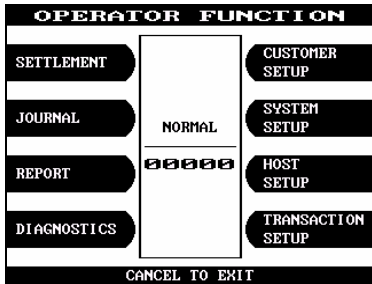 OPERATOR FUNCTION
SETTLEMENT
CUSTOMER
SETUP
JOURNAL
SYSTEM
SETUP
NORMAL
00000
REPORT
HOST
SETUP
DIAGNOSTICS
TRANSACTION
SETUP
CANCEL TO EXIT